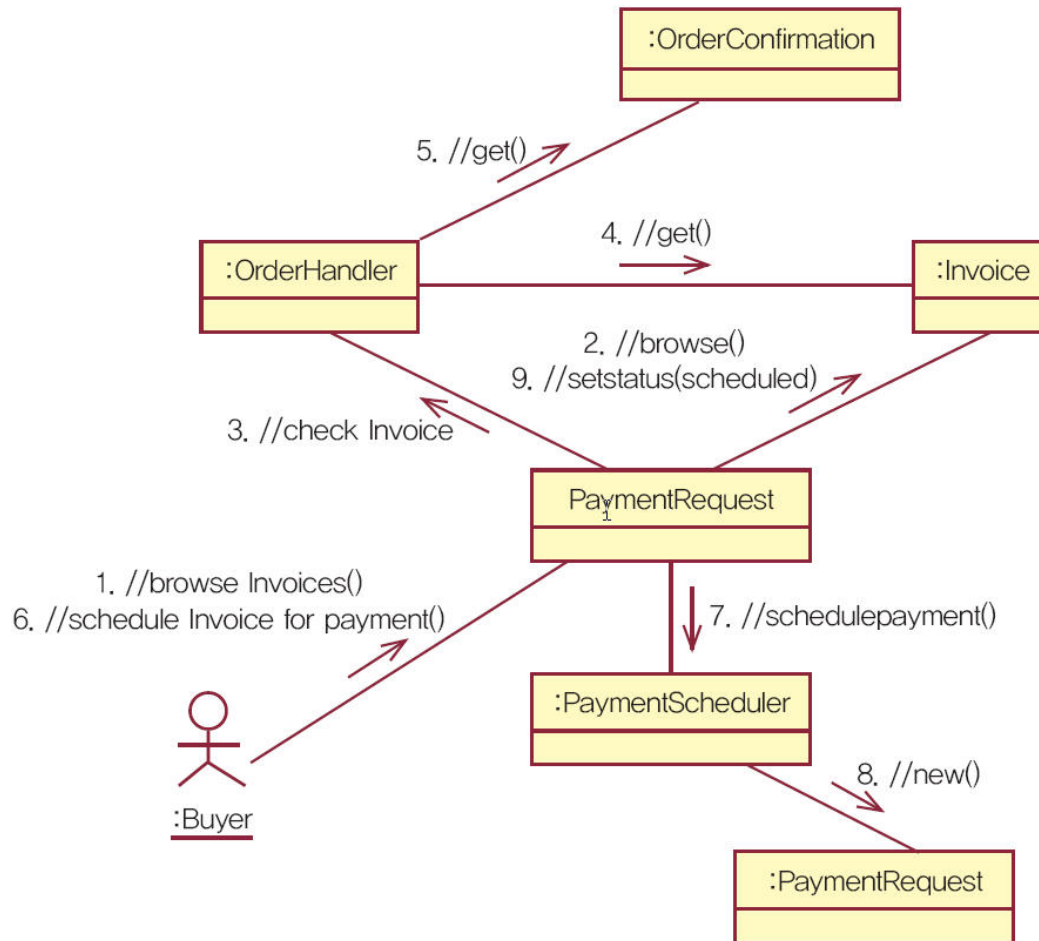 :OrderConfirmation
5. //get()
4. //get()
:OrderHandler
:Invoice
2. //browse()
9. //setstatus(scheduled)
3. //check Invoice
PaymentRequest
1. //browse Invoices()
6. //schedule Invoice for payment()
7. //schedulepayment()
:PaymentScheduler
8. //new()
:Buyer
:PaymentRequest